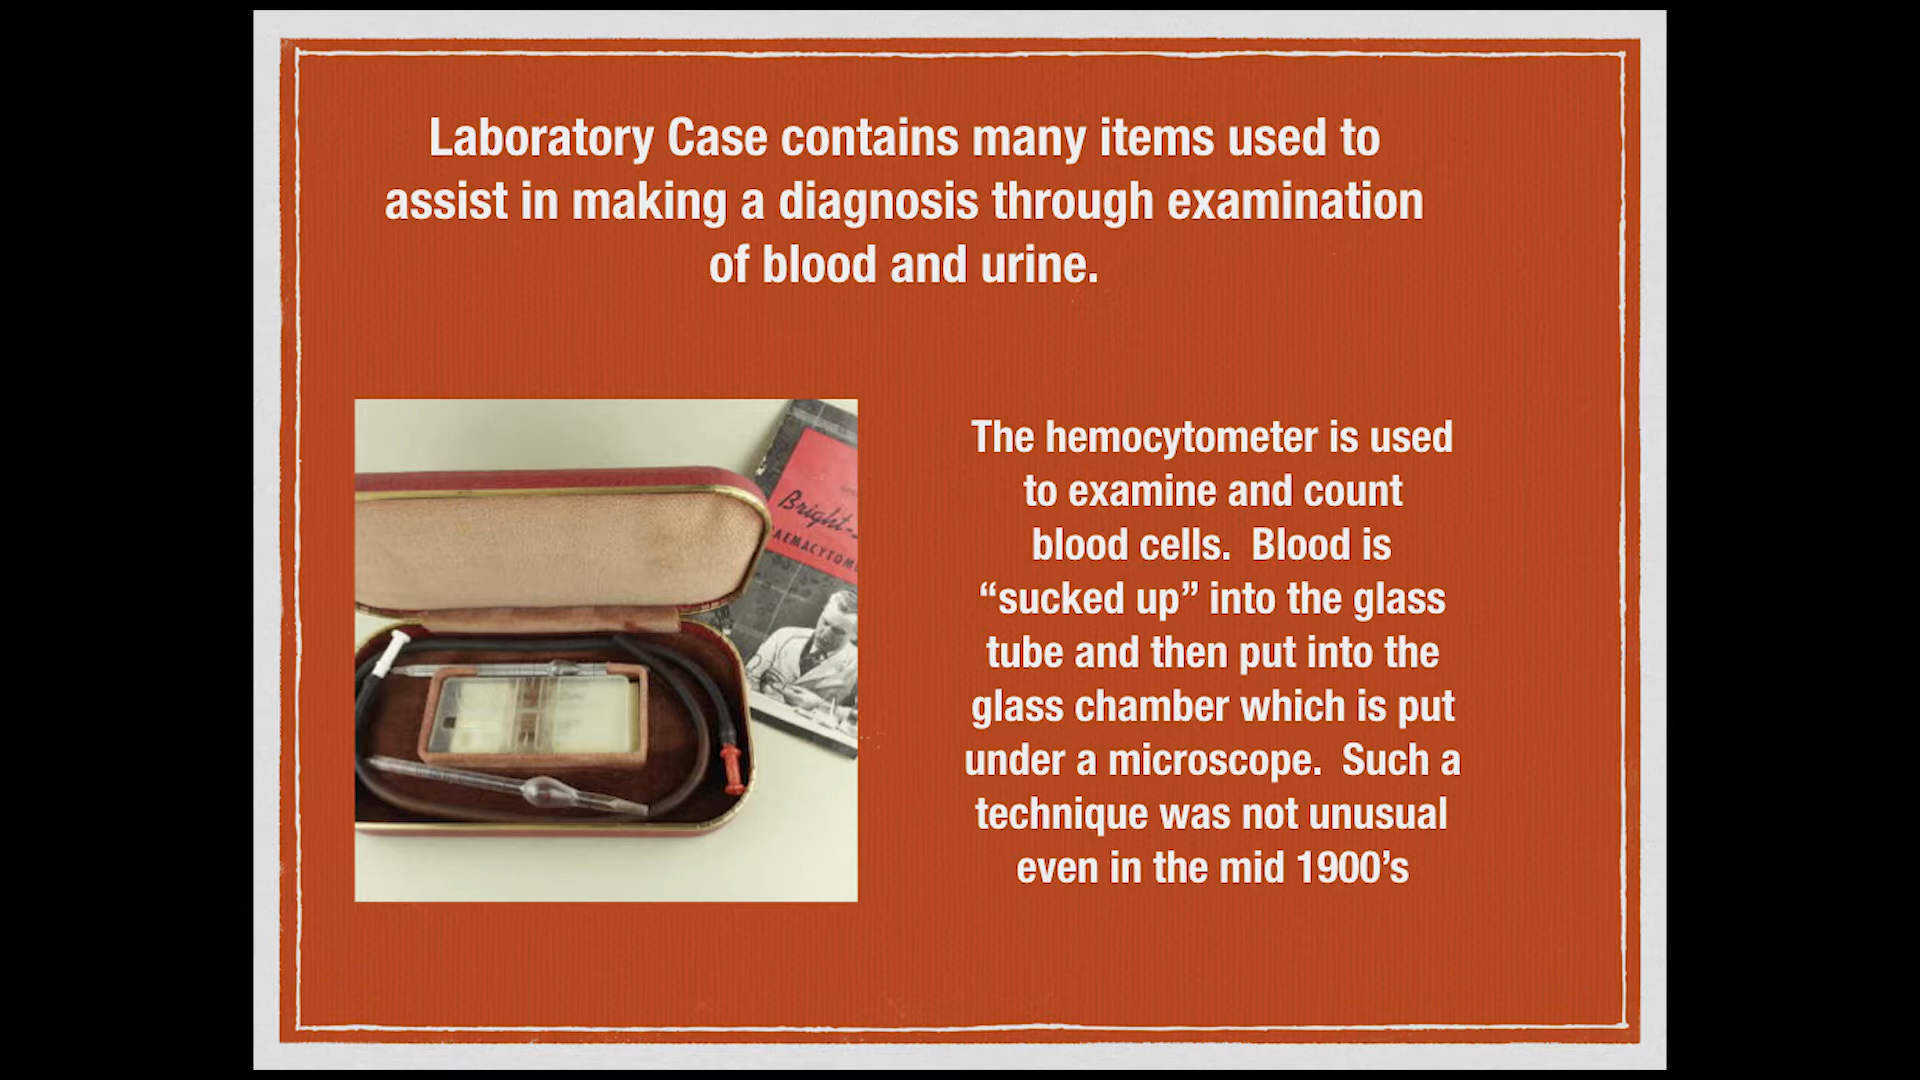 Laboratory Case contains many items used to
assist in making a diagnosis through examination
of blood and urine.
Bright-
AEMACYTOM
The hemocytometer is used
to examine and count
blood cells.  Blood is
“sucked up” into the glass
tube and then put into the
glass chamber which is put
under a microscope.  Such a
technique was not unusual
even in the mid 1900’s